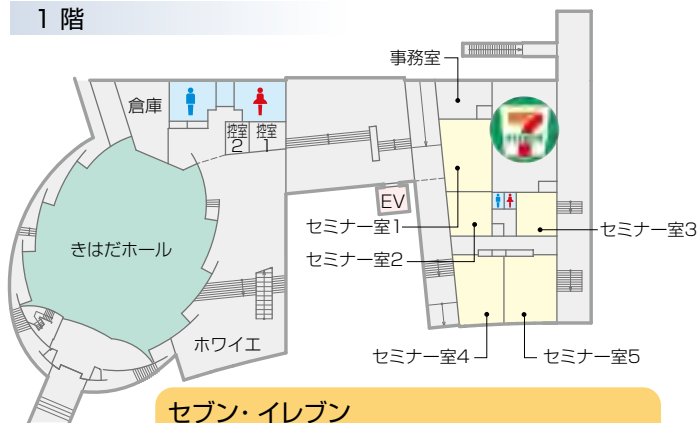 1 階
事務室
倉庫
控室
2
控室
1
EV
セミナー室1
セミナー室3
きはだホール
セミナー室2
ホワイエ
セミナー室4
セミナー室5
セブン・イレブン
7